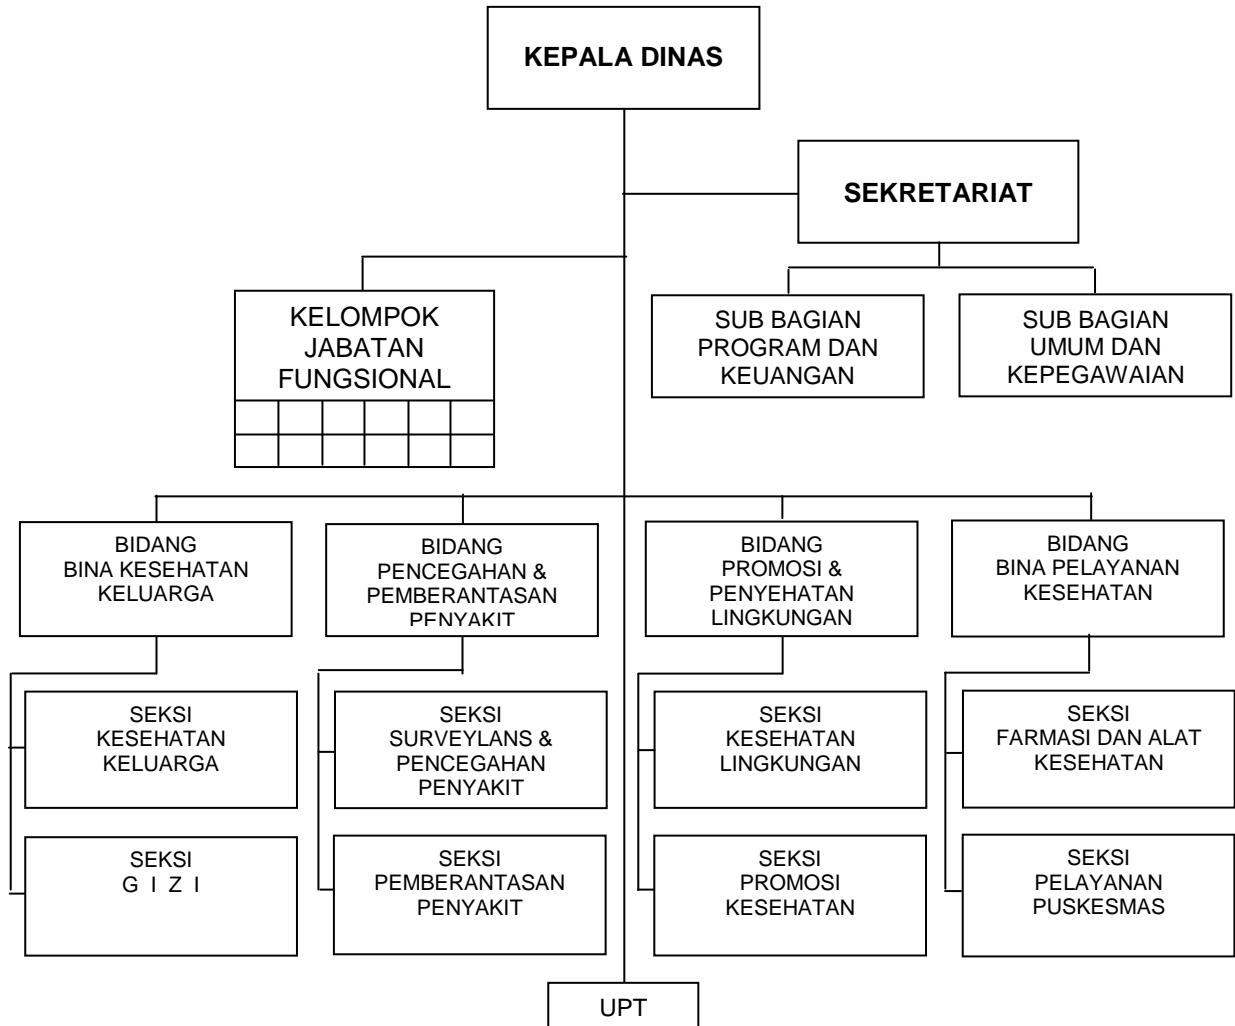 KEPALA DINAS
SEKRETARIAT
KELOMPOK
JABATAN
FUNGSIONAL
SUB BAGIAN
PROGRAM DAN
KEUANGAN
SUB BAGIAN
UMUM DAN
KEPEGAWAIAN
BIDANG
BINA KESEHATAN
KELUARGA
BIDANG
PENCEGAHAN &
PEMBERANTASAN
PENYAKIT
BIDANG
PROMOSI &
PENYEHATAN
LINGKUNGAN
BIDANG
BINA PELAYANAN
KESEHATAN
SEKSI
KESEHATAN
KELUARGA
SEKSI
SURVEYLANS &
PENCEGAHAN
PENYAKIT
SEKSI
KESEHATAN
LINGKUNGAN
SEKSI
FARMASI DAN ALAT
KESEHATAN
SEKSI
G I Z I
SEKSI
PEMBERANTASAN
PENYAKIT
SEKSI
PROMOSI
KESEHATAN
SEKSI
PELAYANAN
PUSKESMAS
UPT